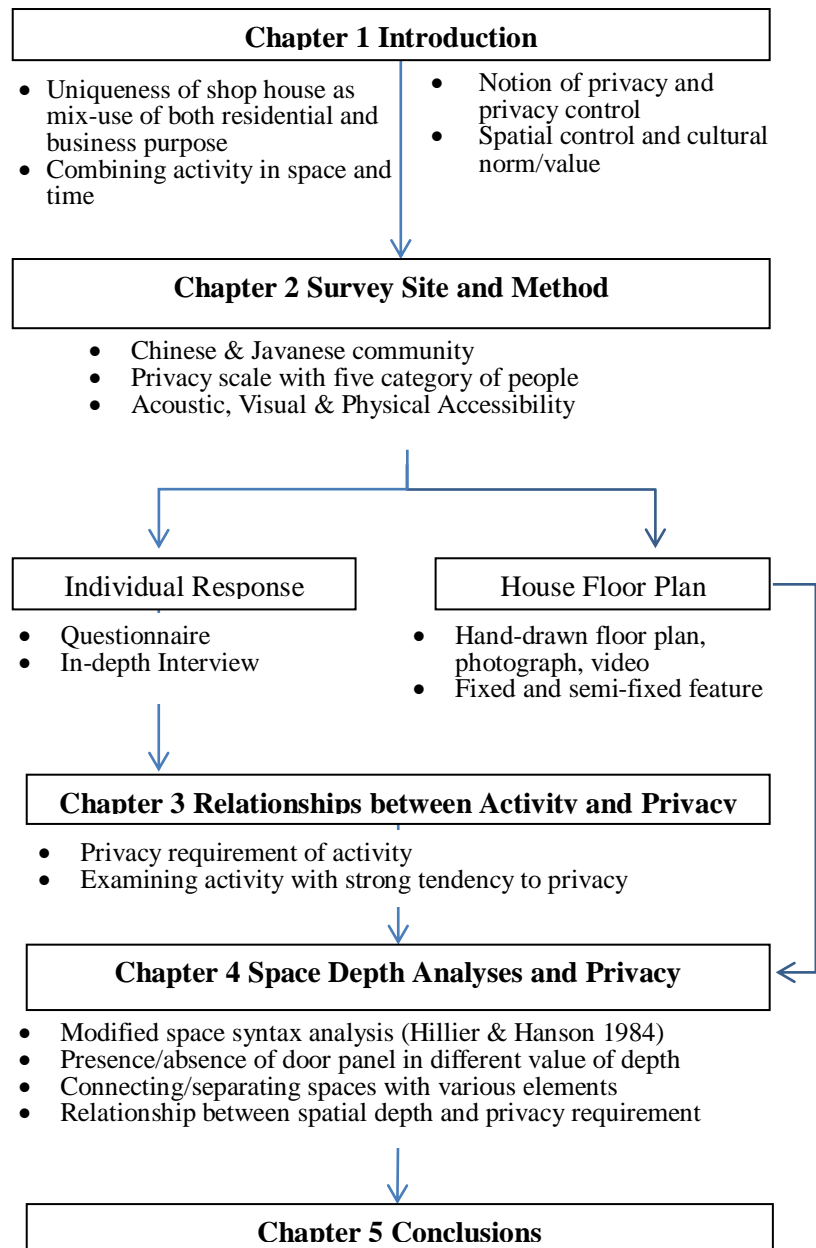 Chapter 1 Introduction
• Uniqueness of shop house as
mix-use of both residential and
business purpose
• Combining activity in space and
time
• Notion of privacy and
privacy control
• Spatial control and cultural
norm/value
Chapter 2 Survey Site and Method
• Chinese & Javanese community
• Privacy scale with five category of people
• Acoustic, Visual & Physical Accessibility
Individual Response
• Questionnaire
• In-depth Interview
House Floor Plan
• Hand-drawn floor plan,
photograph, video
• Fixed and semi-fixed feature
Chapter 3 Relationships between Activity and Privacy
• Privacy requirement of activity
• Examining activity with strong tendency to privacy
Chapter 4 Space Depth Analyses and Privacy
• Modified space syntax analysis (Hillier & Hanson 1984)
• Presence/absence of door panel in different value of depth
• Connecting/separating spaces with various elements
• Relationship between spatial depth and privacy requirement
Chapter 5 Conclusions